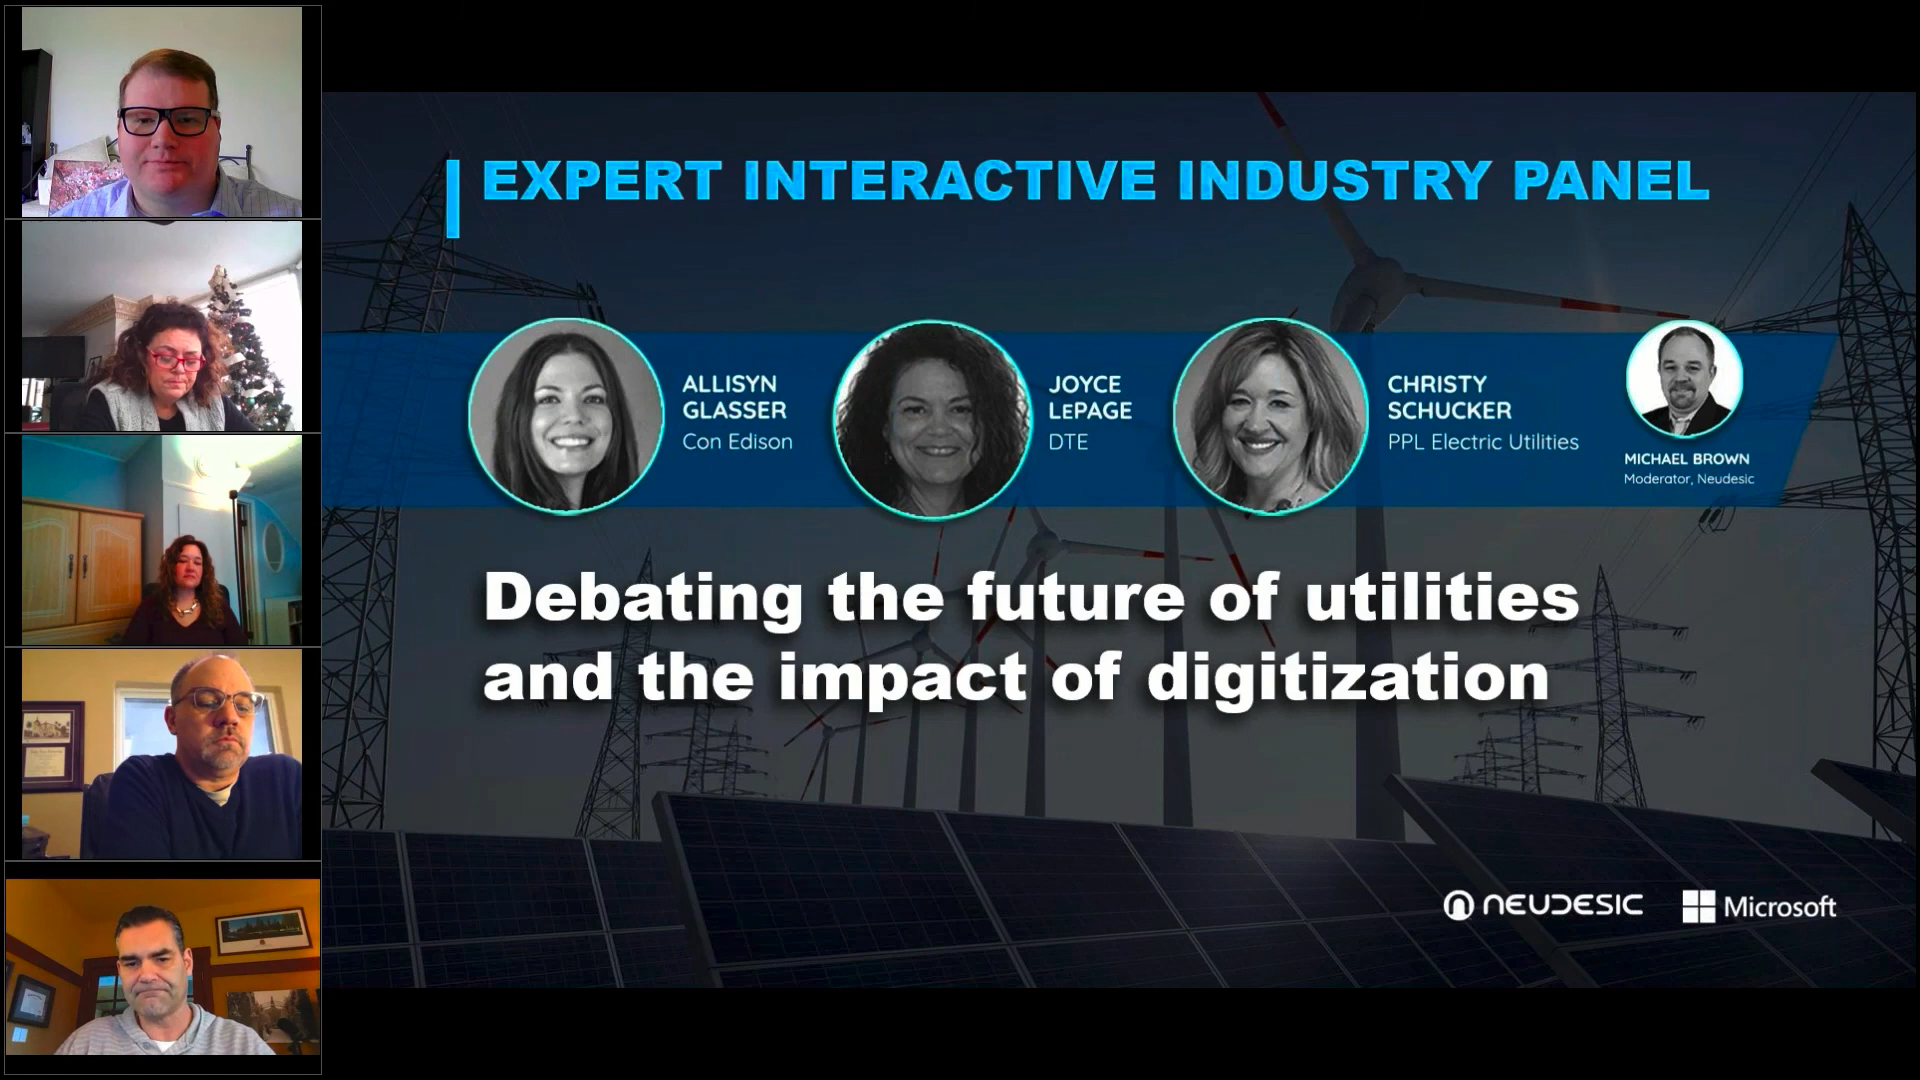 EXPERT INTERACTIVE INDUSTRY PANEL
ALLISYN
GLASSER
Con Edison
JOYCE
LEPAGE
DTE
CHRISTY
SCHUCKER
PPL Electric Utilities
MICHAEL BROWN
Moderator, Neudesic
Debating the future of utilities
and the impact of digitization
NEUDESIC
Microsoft